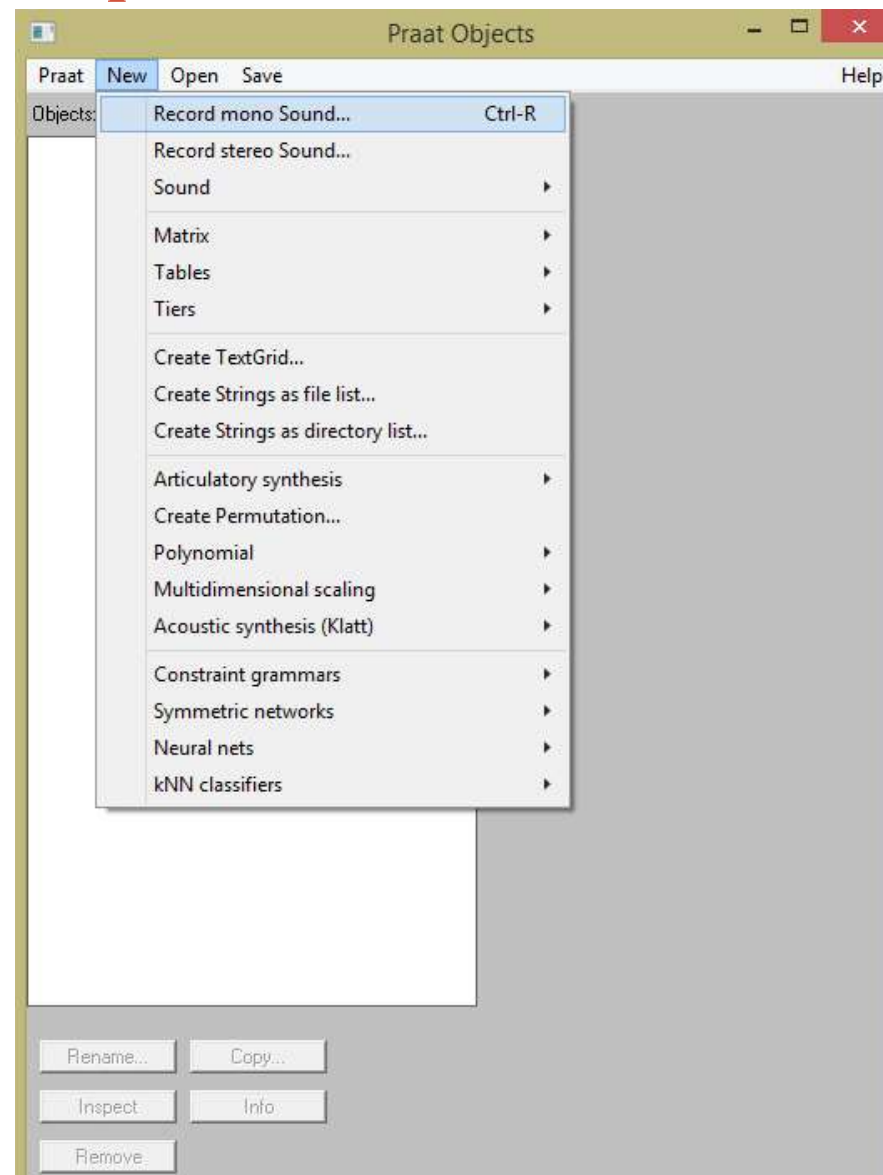 Praat Objects
Praat New Open Save Help
Objects:
Record mono Sound... Ctrl-R
Record stereo Sound...
Sound
Matrix
Tables
Tiers
Create TextGrid...
Create Strings as file list...
Create Strings as directory list...
Articulatory synthesis
Create Permutation...
Polynomial
Multidimensional scaling
Acoustic synthesis (Klatt)
Constraint grammars
Symmetric networks
Neural nets
kNN classifiers
Rename... Copy...
Inspect Info
Remove